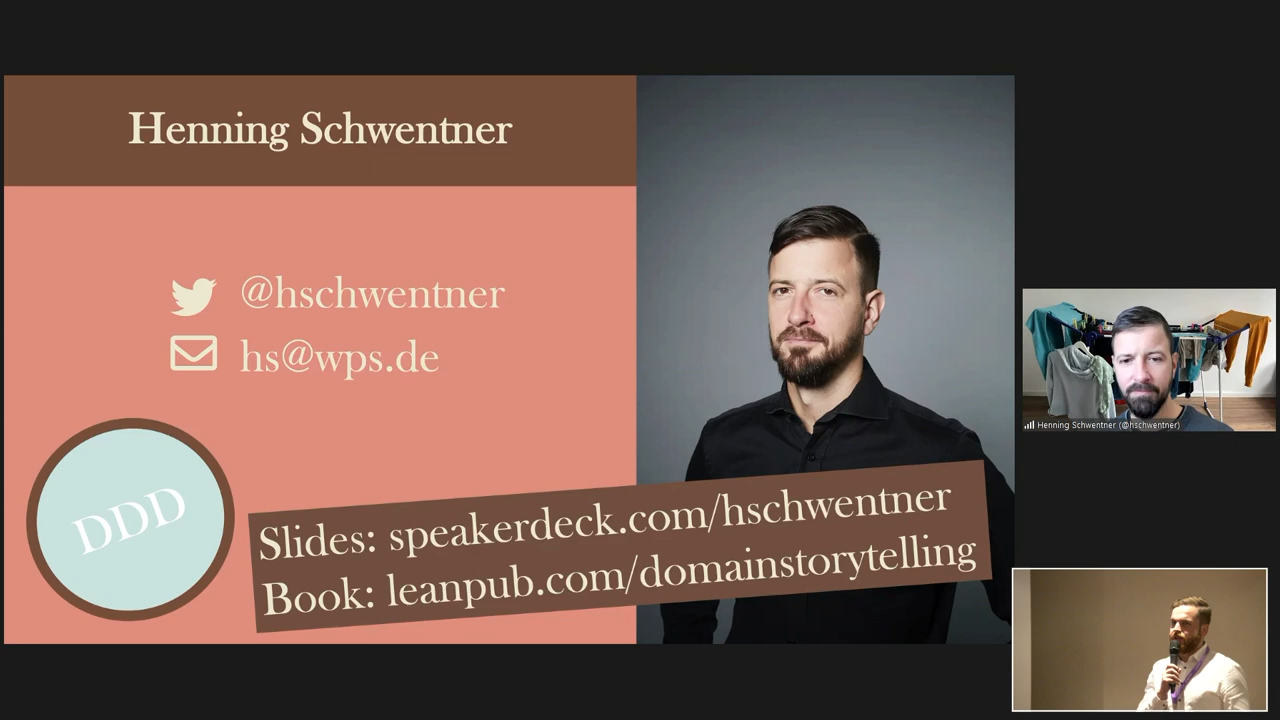 Henning Schwentner
@hschwentner
hs@wps.de
DDD
Slides: speakerdeck.com/hschwentner
Book: leanpub.com/domainstorytelling
Henning Schwentner (@hschwentner)